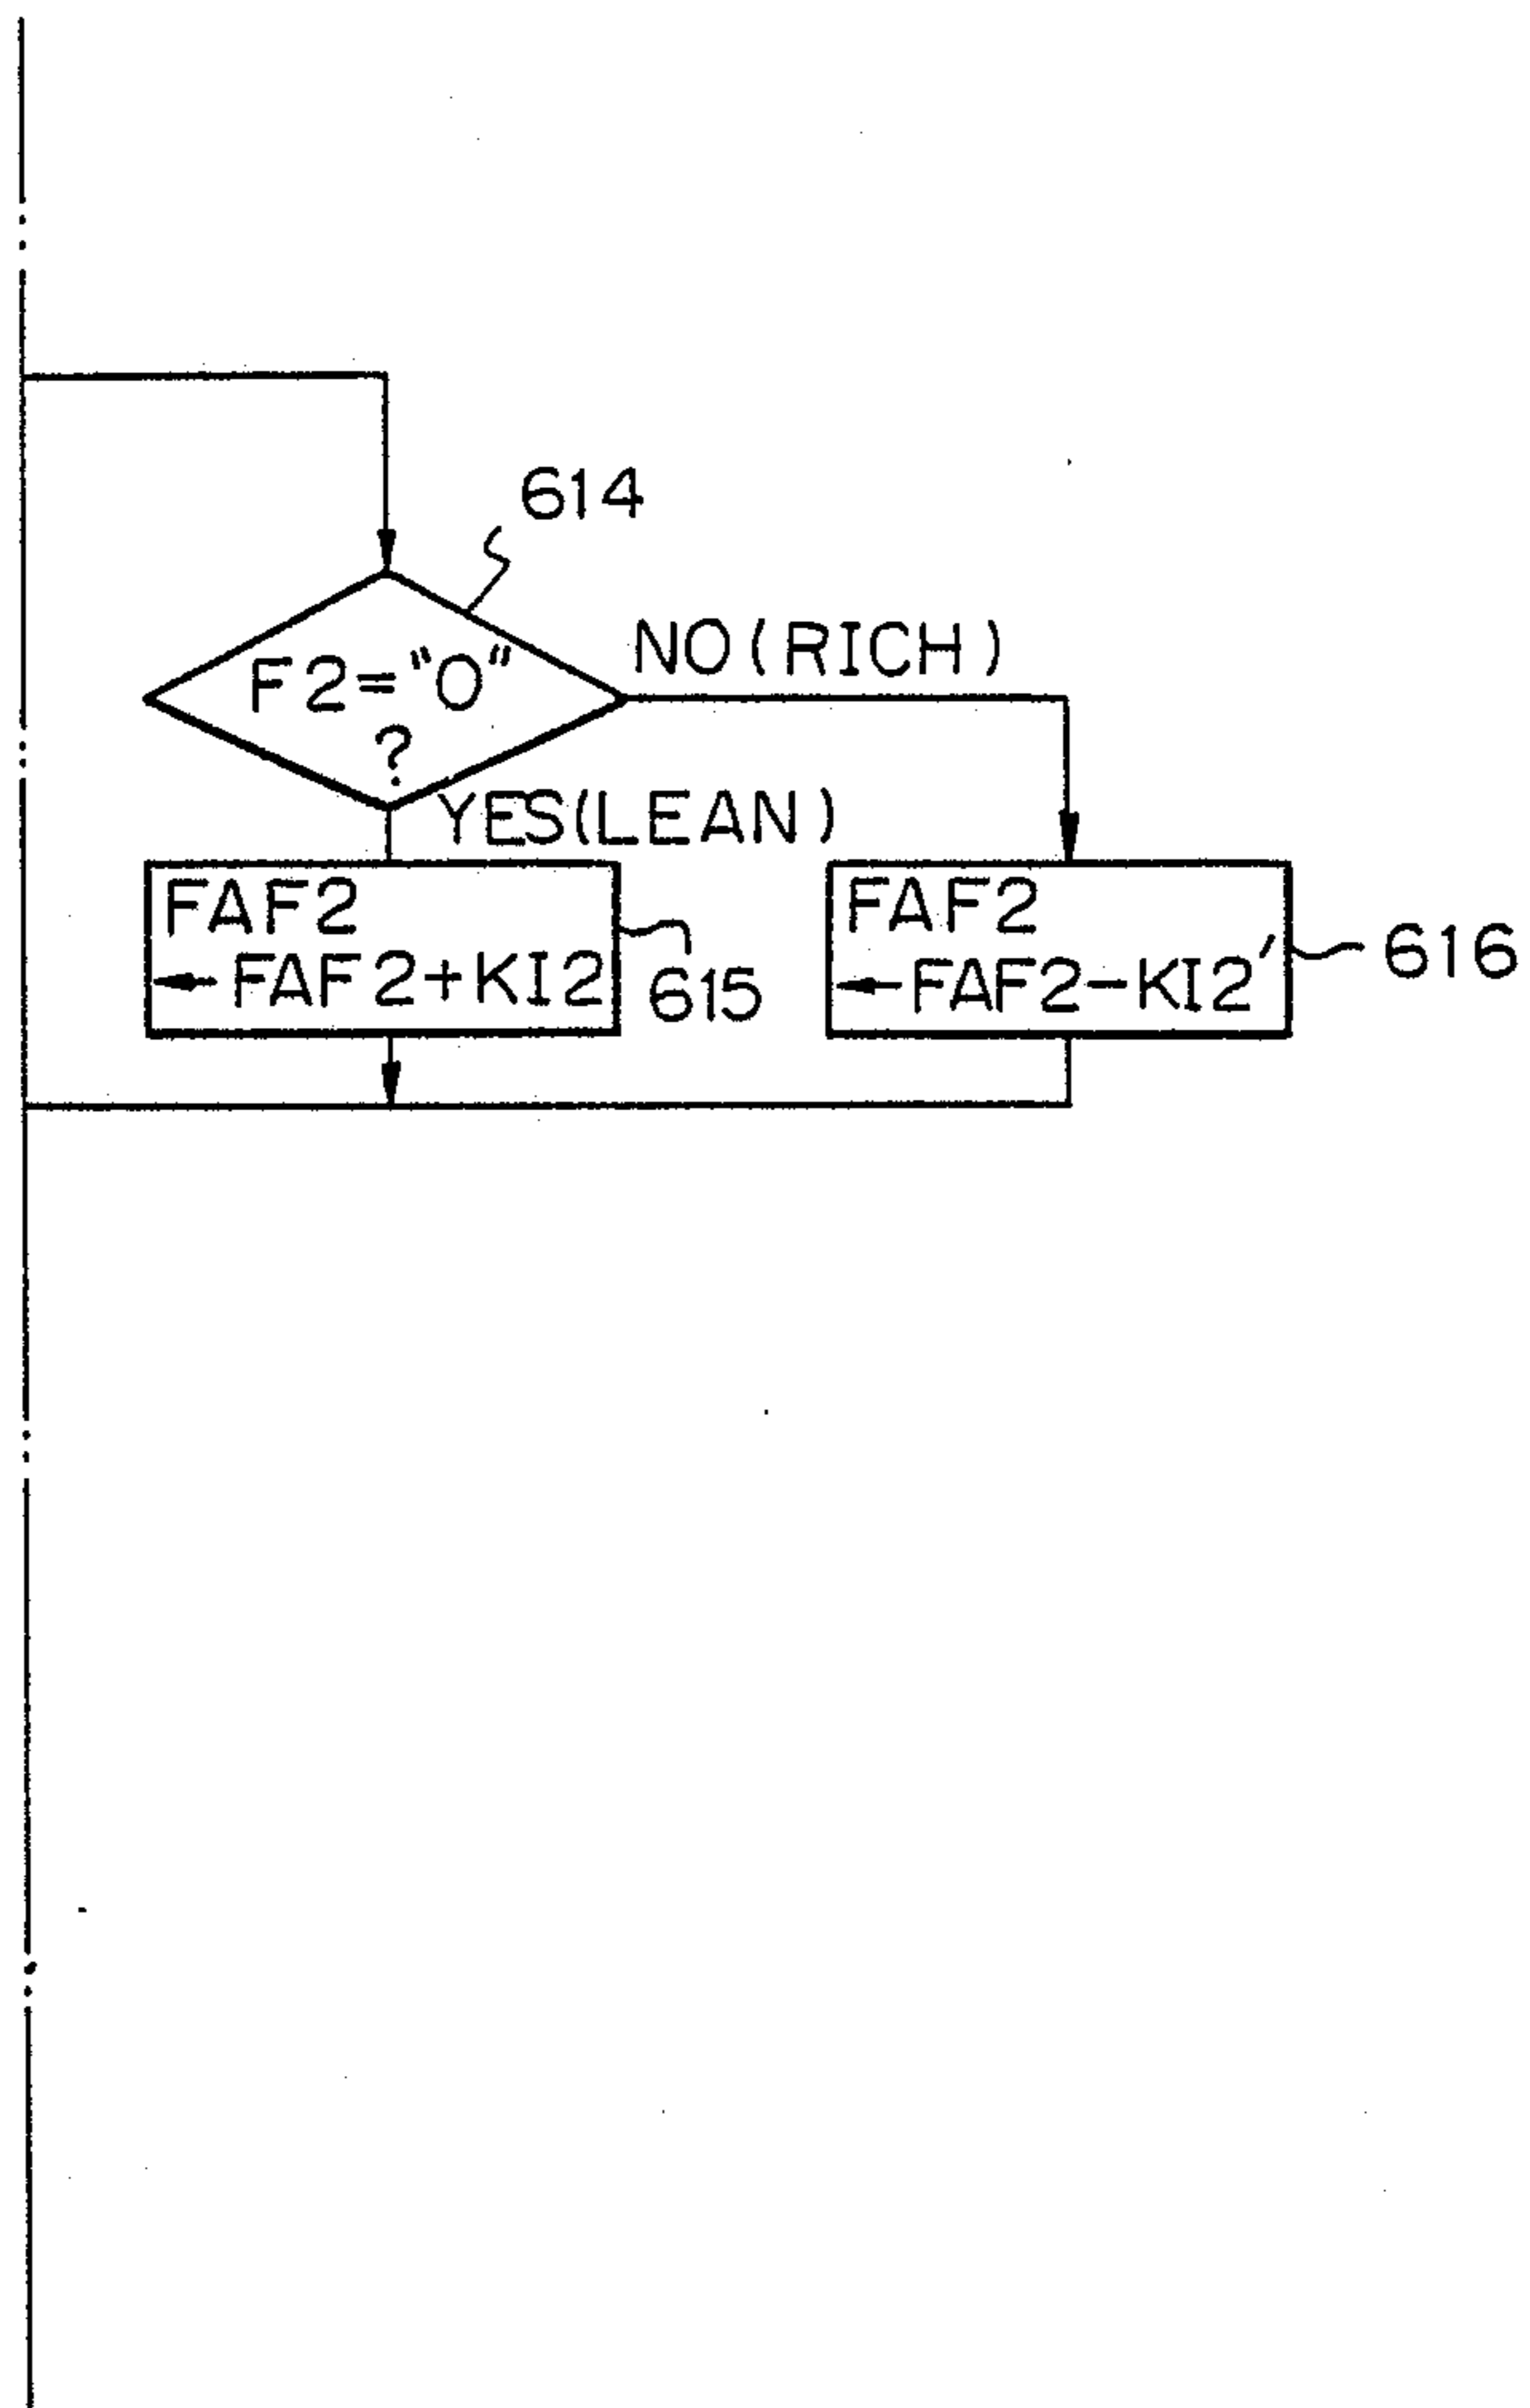 614
F2="0"
?
NO(RICH)
YES(LEAN)
FAF2
←FAF2+KI2
615
FAF2
←FAF2-KI2'
616